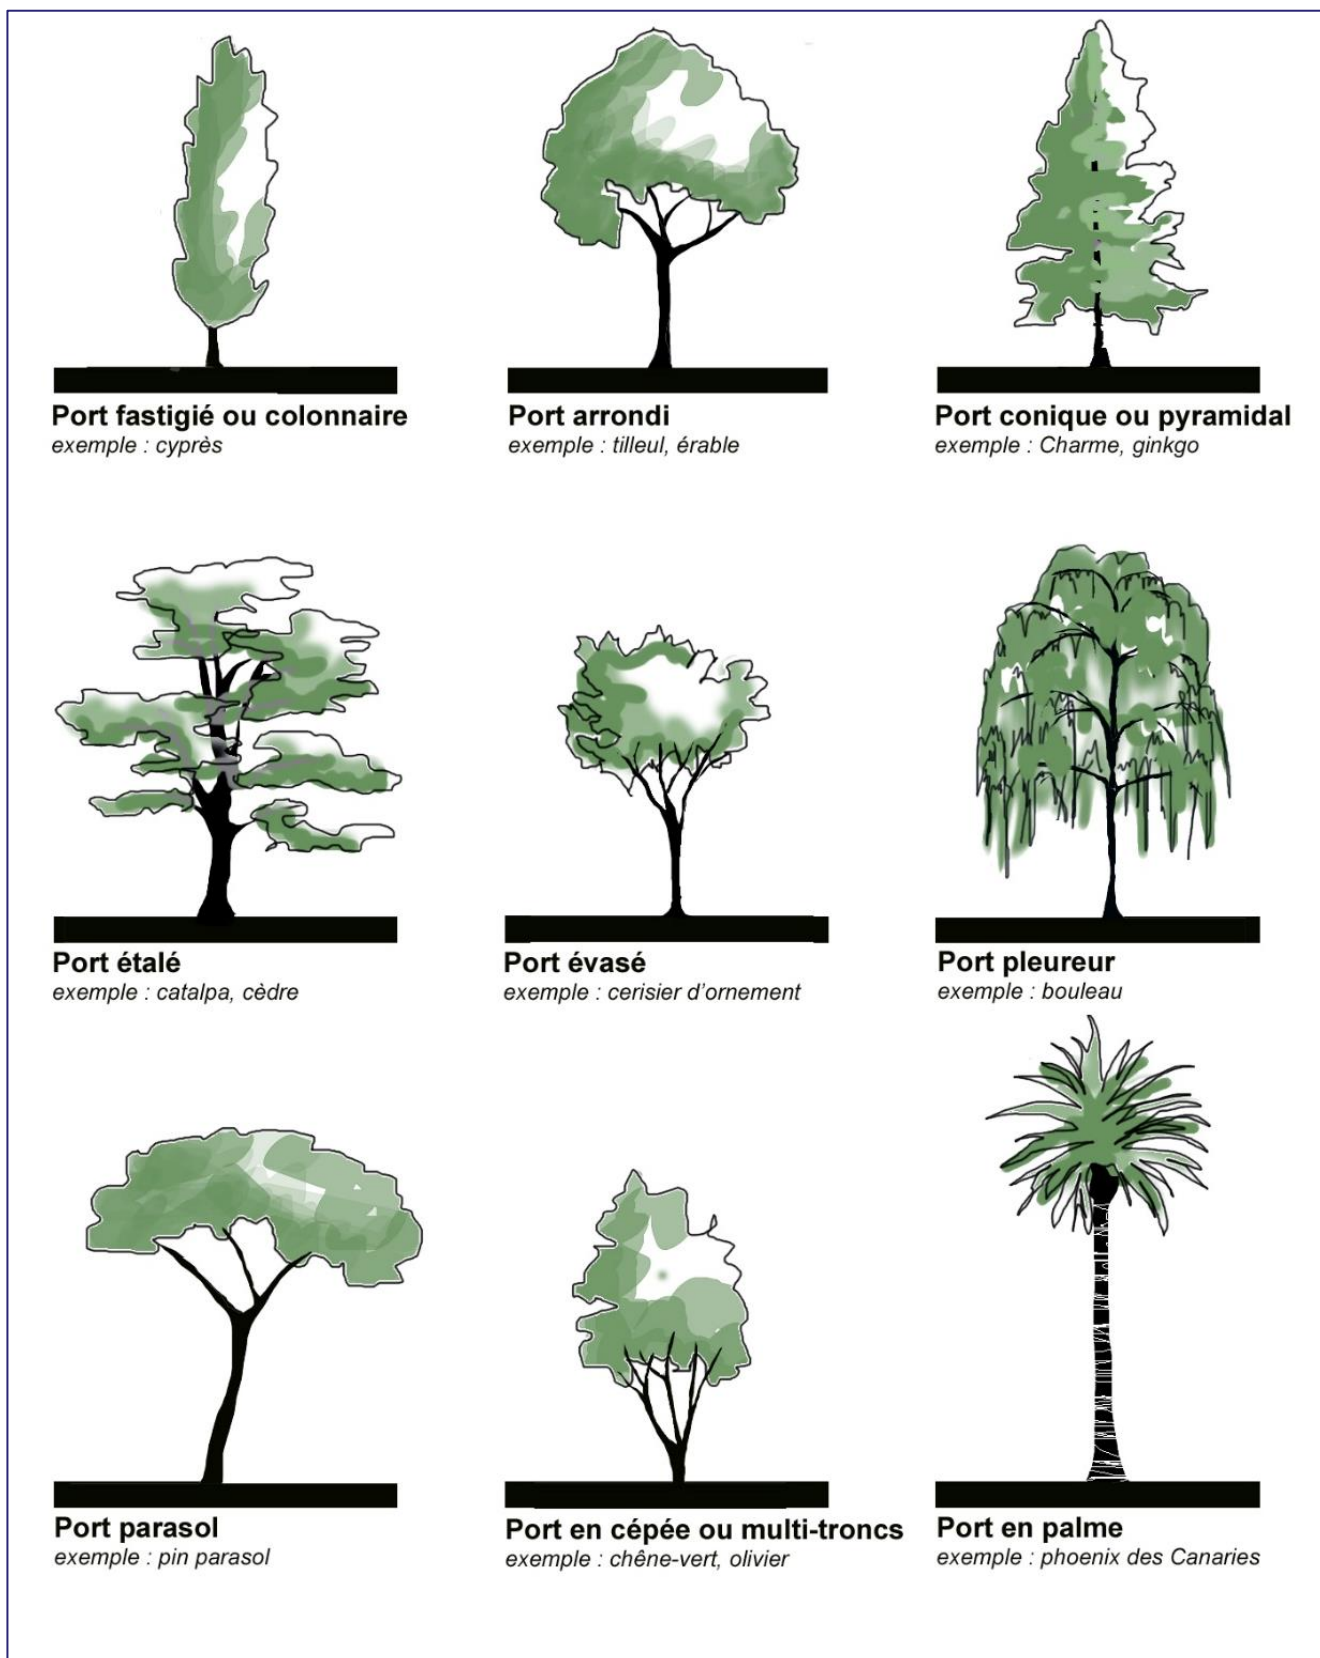 Port fastigié ou colonnaire
exemple : cyprès
Port arrondi
exemple : tilleul, érable
Port conique ou pyramidal
exemple : Charme, ginkgo
Port étalé
exemple : catalpa, cèdre
Port évasé
exemple : cerisier d'ornement
Port pleureur
exemple : bouleau
Port parasol
exemple : pin parasol
Port en cépée ou multi-troncs
exemple : chêne-vert, olivier
Port en palme
exemple : phoenix des Canaries